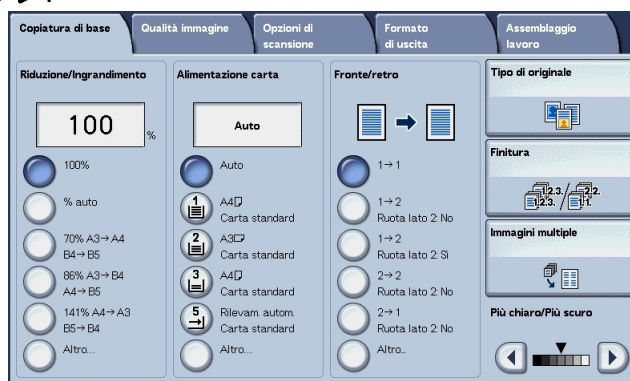 Copiatura di base
Qualità immagine
Opzioni di
scansione
Formato
di uscita
Assemblaggio
lavoro
Riduzione/Ingrandimento
100 %
100%
% auto
70% A3→A4
B4→B5
86% A3→B4
A4→B5
141% A4→A3
B5→B4
Altro...
Alimentazione carta
Auto
Auto
1 A4
Carta standard
2 A3
Carta standard
3 A4
Carta standard
5 Rilevam. autom.
Carta standard
Altro...
Fronte/retro
1→1
1→2
Ruota lato 2: No
1→2
Ruota lato 2: Sì
2→2
Ruota lato 2: No
2→1
Ruota lato 2: No
Altro...
Tipo di originale
Finitura
Immagini multiple
Più chiaro/Più scuro